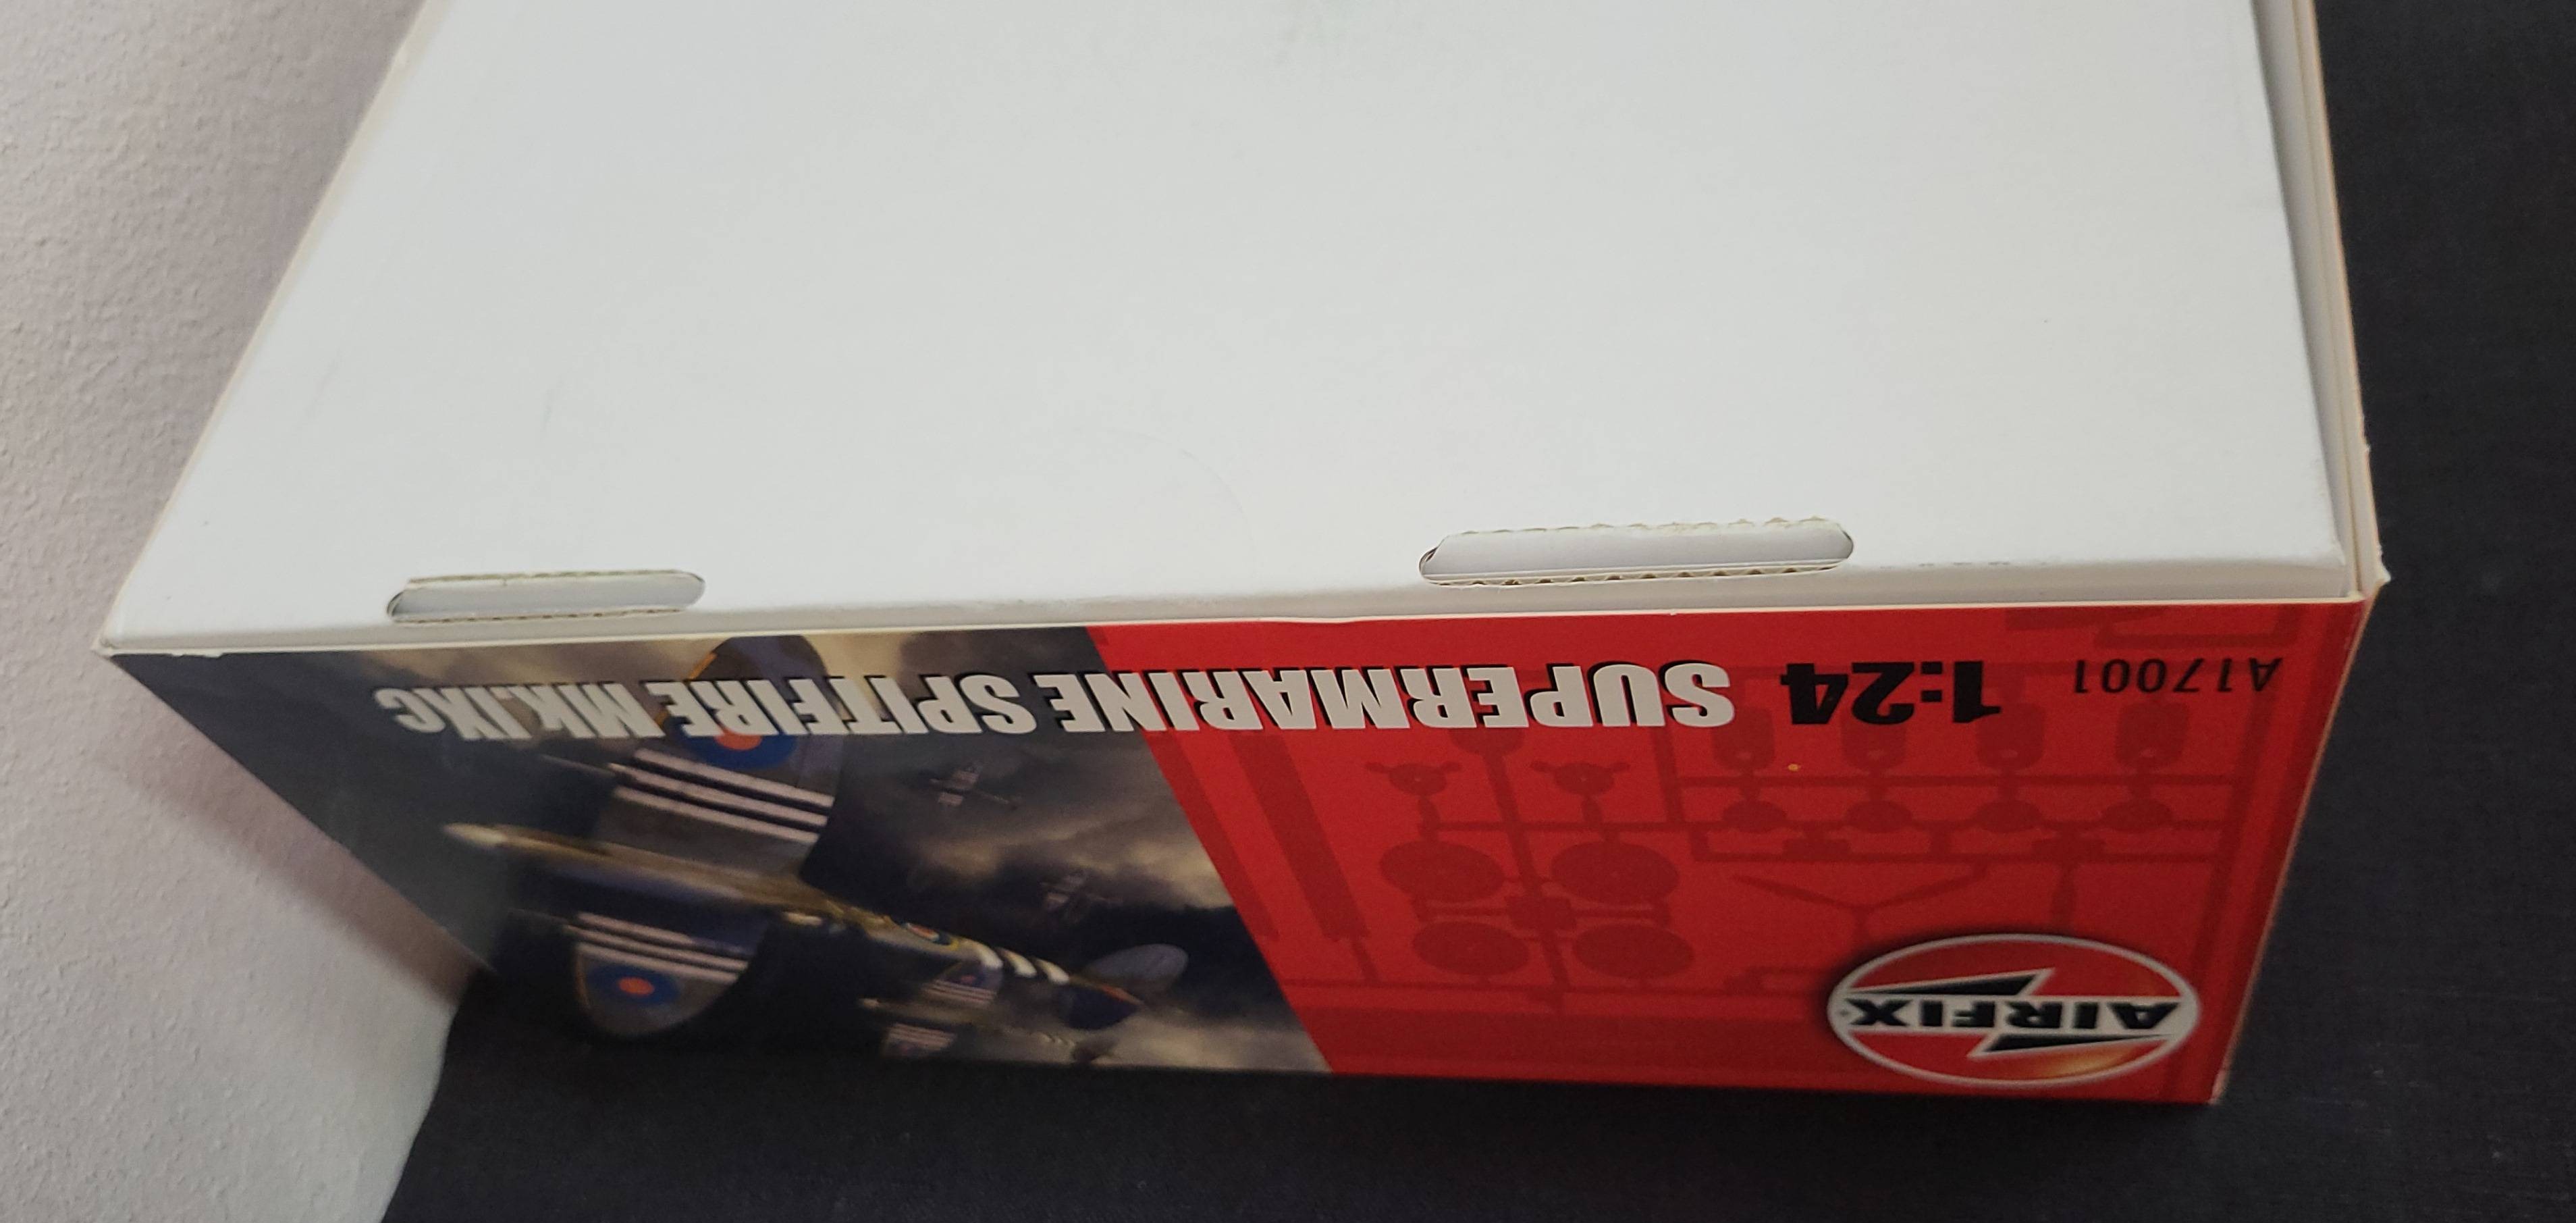 AIRFIX
A17001 1:24 SUPERMARINE SPITFIRE Mk.IXc